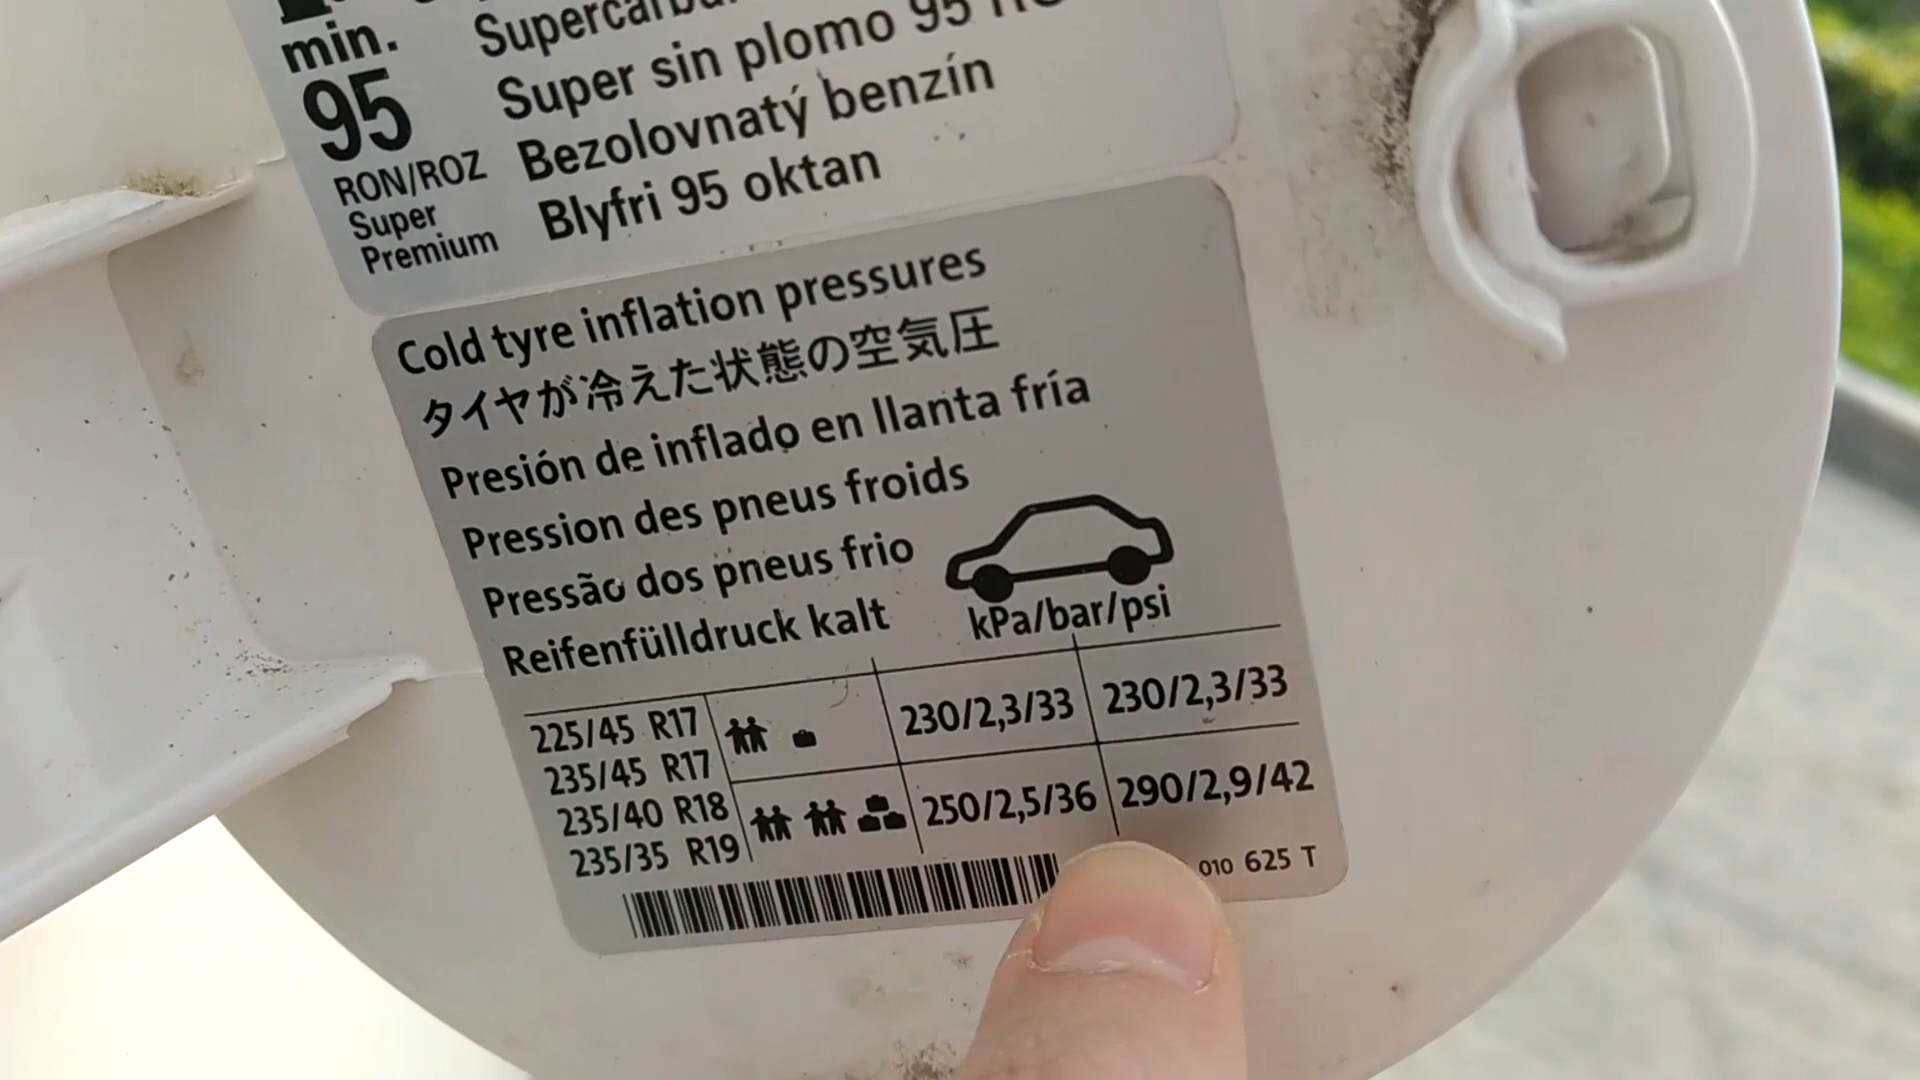 min.
95
RON/ROZ
Super
Premium
Super sin plomo 95
Bezolovnatý benzín
Blyfri 95 oktan
Cold tyre inflation pressures
タイヤが冷えた状態の空気圧
Presión de inflado en llanta fría
Pression des pneus froids
Pressão dos pneus frio
Reifenfülldruck kalt
kPa/bar/psi
225/45 R17
235/45 R17
235/40 R18
235/35 R19
230/2,3/33 230/2,3/33
250/2,5/36 290/2,9/42
010 625 T